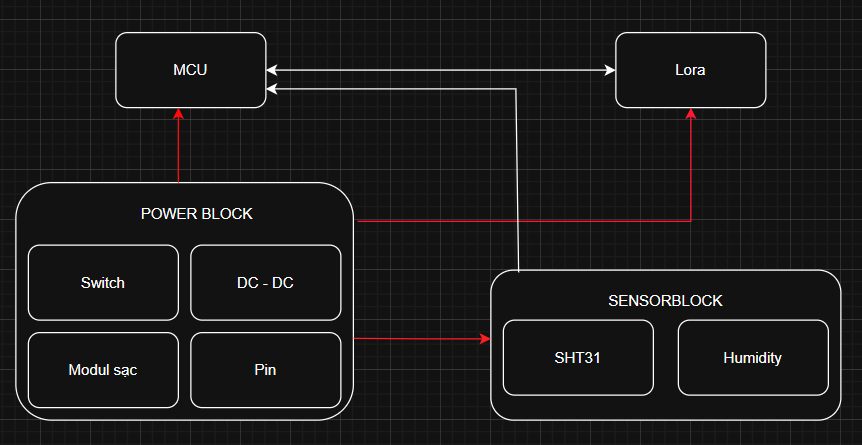 MCU
Lora
POWER BLOCK
Switch
DC - DC
Modul sạc
Pin
SENSORBLOCK
SHT31
Humidity